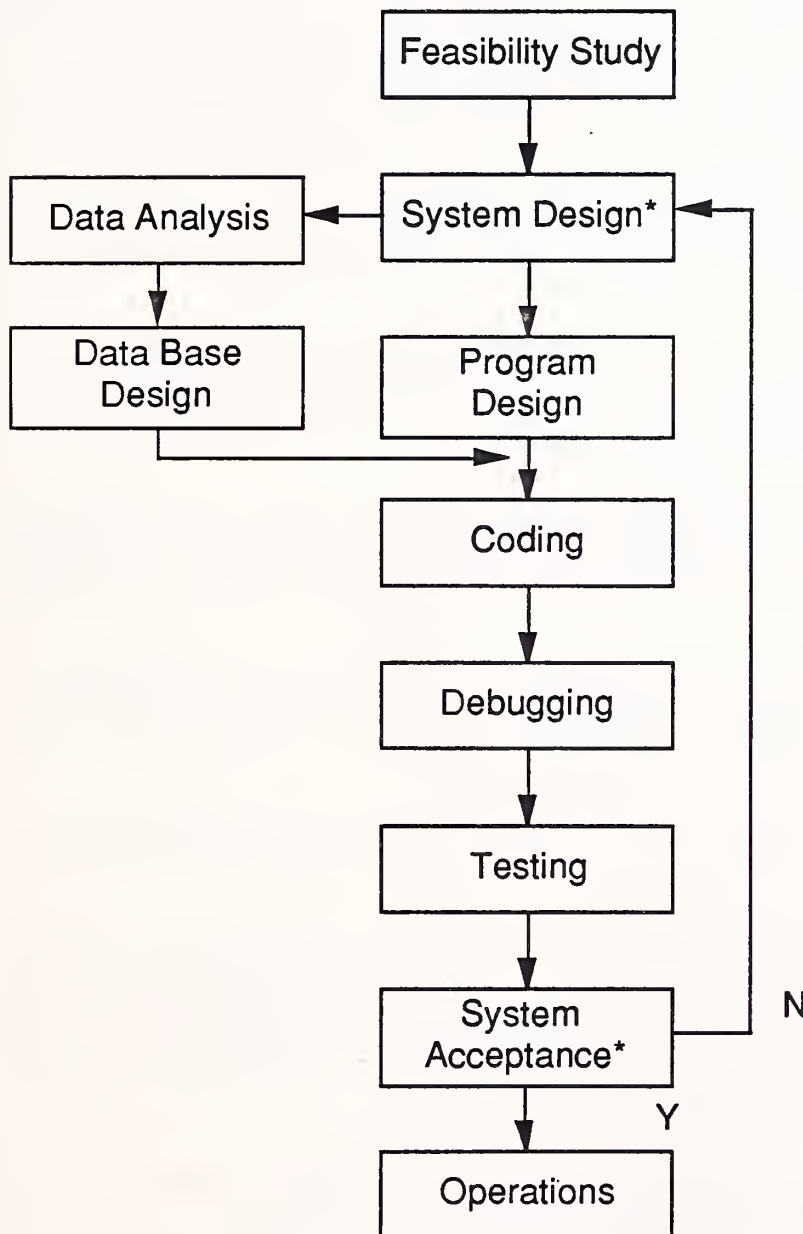 Feasibility Study
Data Analysis
System Design*
Data Base
Design
Program
Design
Coding
Debugging
Testing
System
Acceptance*
N
Y
Operations